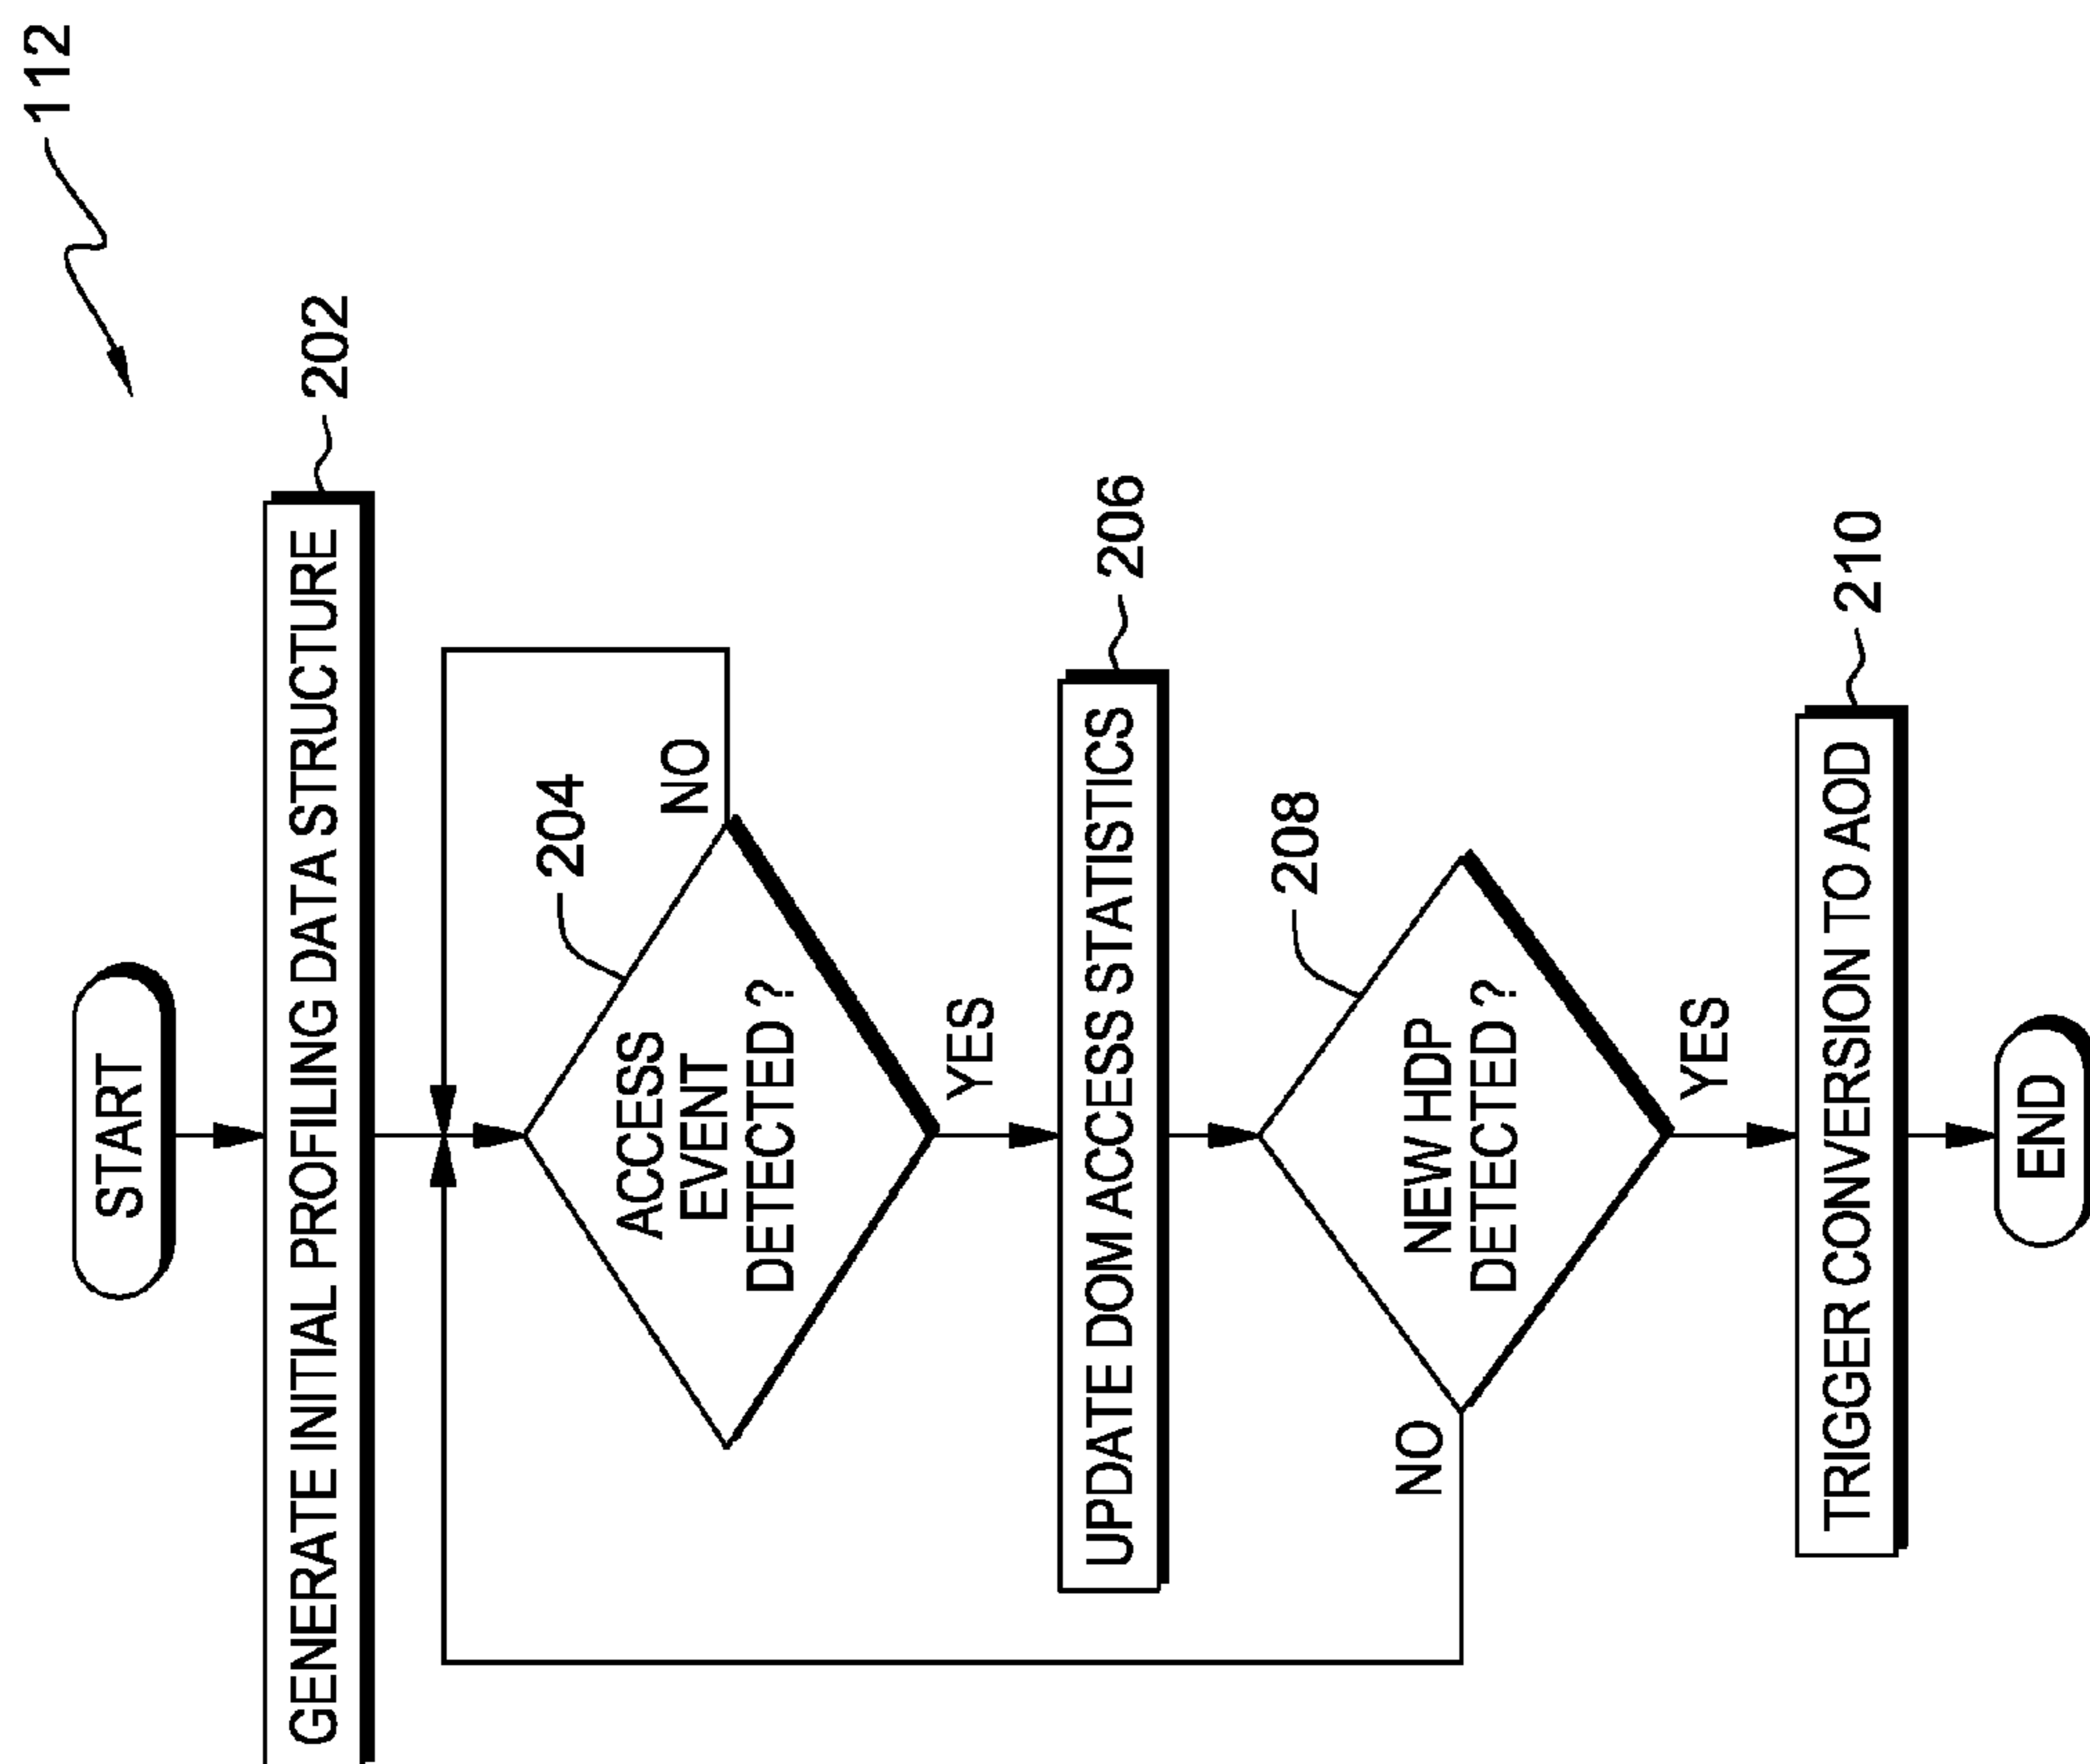 112
START
GENERATE INITIAL PROFILING DATA STRUCTURE
202
204
ACCESS
EVENT
DETECTED ?
NO
YES
UPDATE DOM ACCESS STATISTICS
206
208
NEW HDP
DETECTED ?
NO
YES
TRIGGER CONVERSION TO AOD
210
END